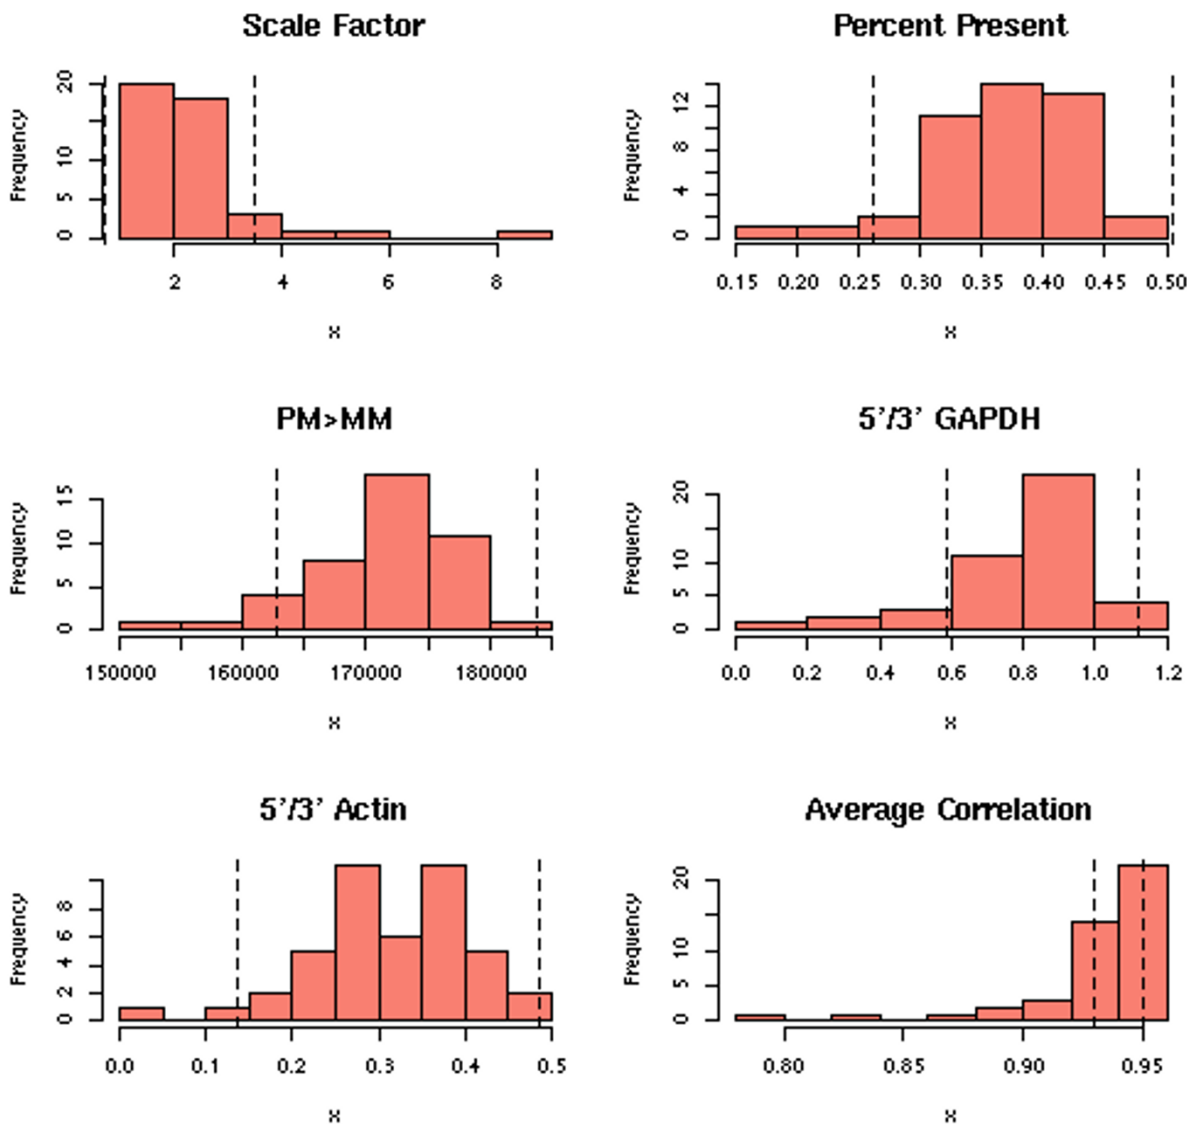 Scale Factor
Frequency
0 5 10 20
2 4 6 8
x
Percent Present
Frequency
0 4 8 12
0.15 0.20 0.25 0.30 0.35 0.40 0.45 0.50
x
PM>MM
Frequency
0 5 10 15
150000 160000 170000 180000
x
5'/3' GAPDH
Frequency
0 5 10 20
0.0 0.2 0.4 0.6 0.8 1.0 1.2
x
5'/3' Actin
Frequency
0 2 4 6 8
0.0 0.1 0.2 0.3 0.4 0.5
x
Average Correlation
Frequency
0 5 10 20
0.80 0.85 0.90 0.95
x